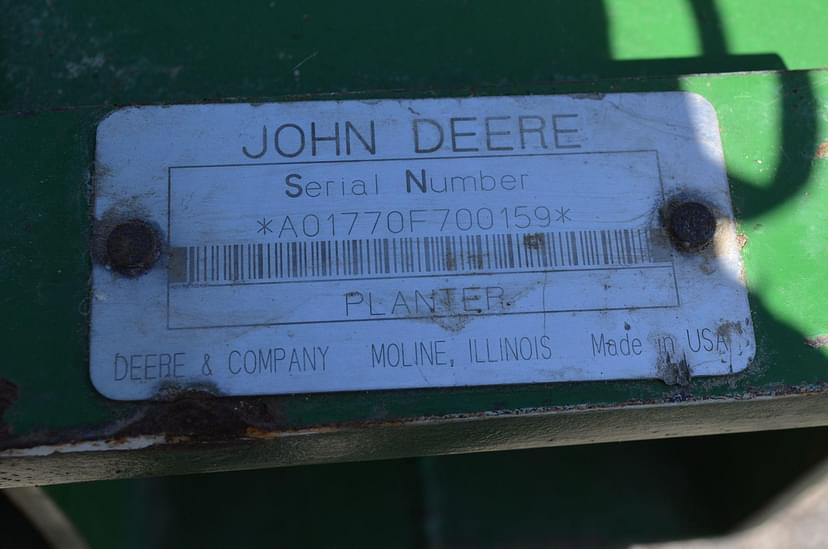 JOHN DEERE
Serial Number
*A01770F700159*
PLANTER
DEERE & COMPANY MOLINE, ILLINOIS Made in USA